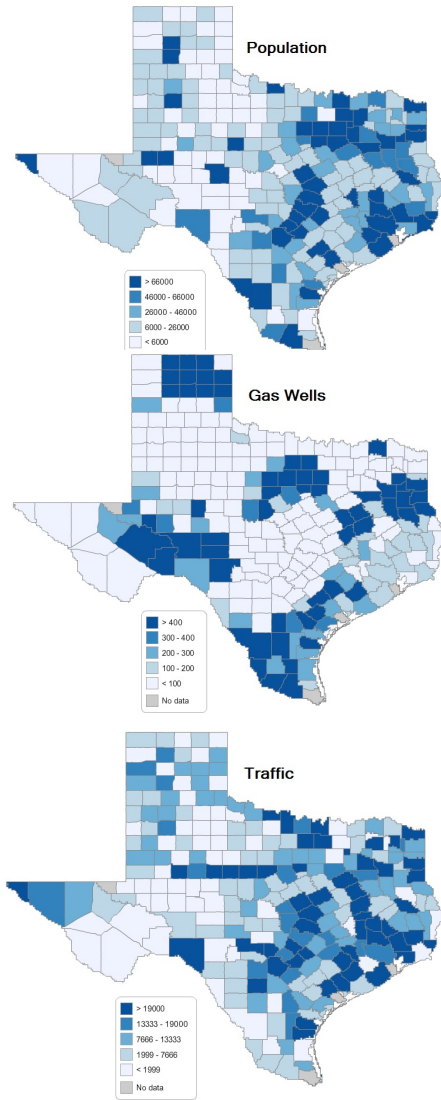 Population
> 66000
46000 - 66000
26000 - 46000
6000 - 26000
< 6000
Gas Wells
> 400
300 - 400
200 - 300
100 - 200
< 100
No data
Traffic
> 19000
13333 - 19000
7666 - 13333
1999 - 7666
< 1999
No data